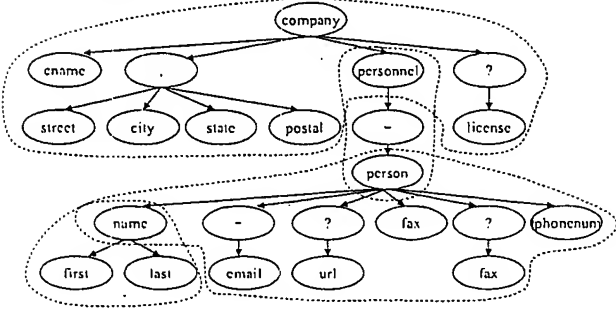 company
cname , personnel ?
street city state postal - license
person
name - ? fax ? phonenum
first last email url fax